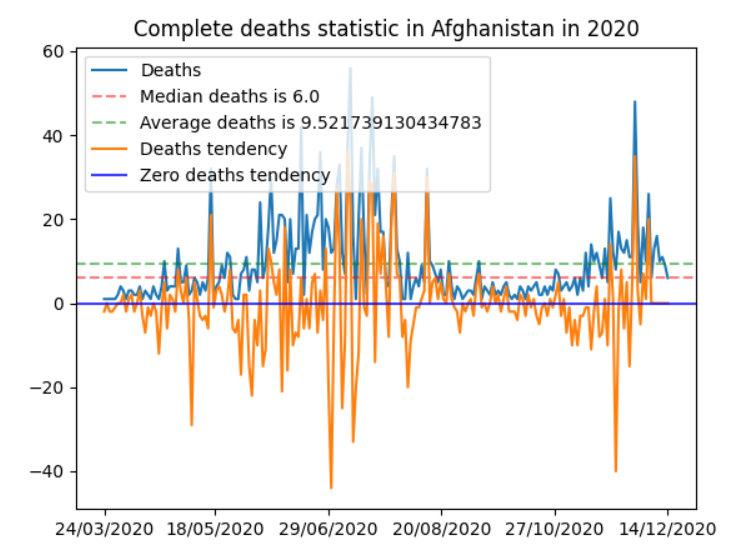 Complete deaths statistic in Afghanistan in 2020
60
40
20
0
−20
−40
Deaths
Median deaths is 6.0
Average deaths is 9.521739130434783
Deaths tendency
Zero deaths tendency
24/03/2020 18/05/2020 29/06/2020 20/08/2020 27/10/2020 14/12/2020